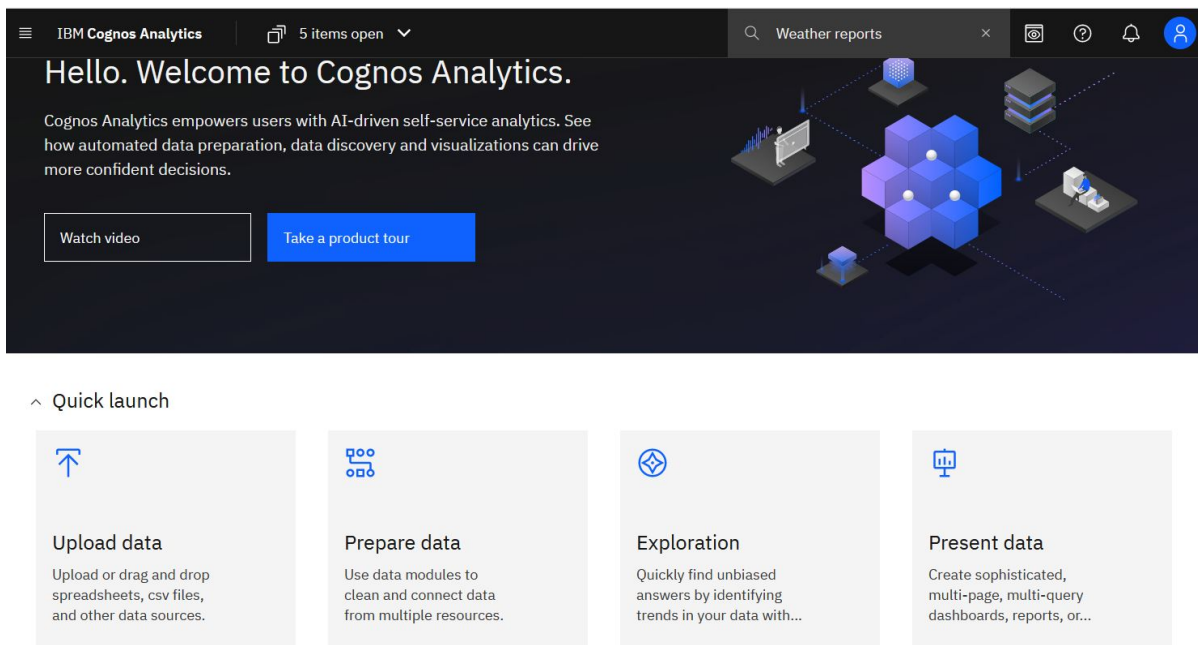 IBM Cognos Analytics
5 items open
Weather reports
Hello. Welcome to Cognos Analytics.
Cognos Analytics empowers users with AI-driven self-service analytics. See
how automated data preparation, data discovery and visualizations can drive
more confident decisions.
Watch video
Take a product tour
Quick launch
Upload data
Upload or drag and drop
spreadsheets, csv files,
and other data sources.
Prepare data
Use data modules to
clean and connect data
from multiple resources.
Exploration
Quickly find unbiased
answers by identifying
trends in your data with...
Present data
Create sophisticated,
multi-page, multi-query
dashboards, reports, or...